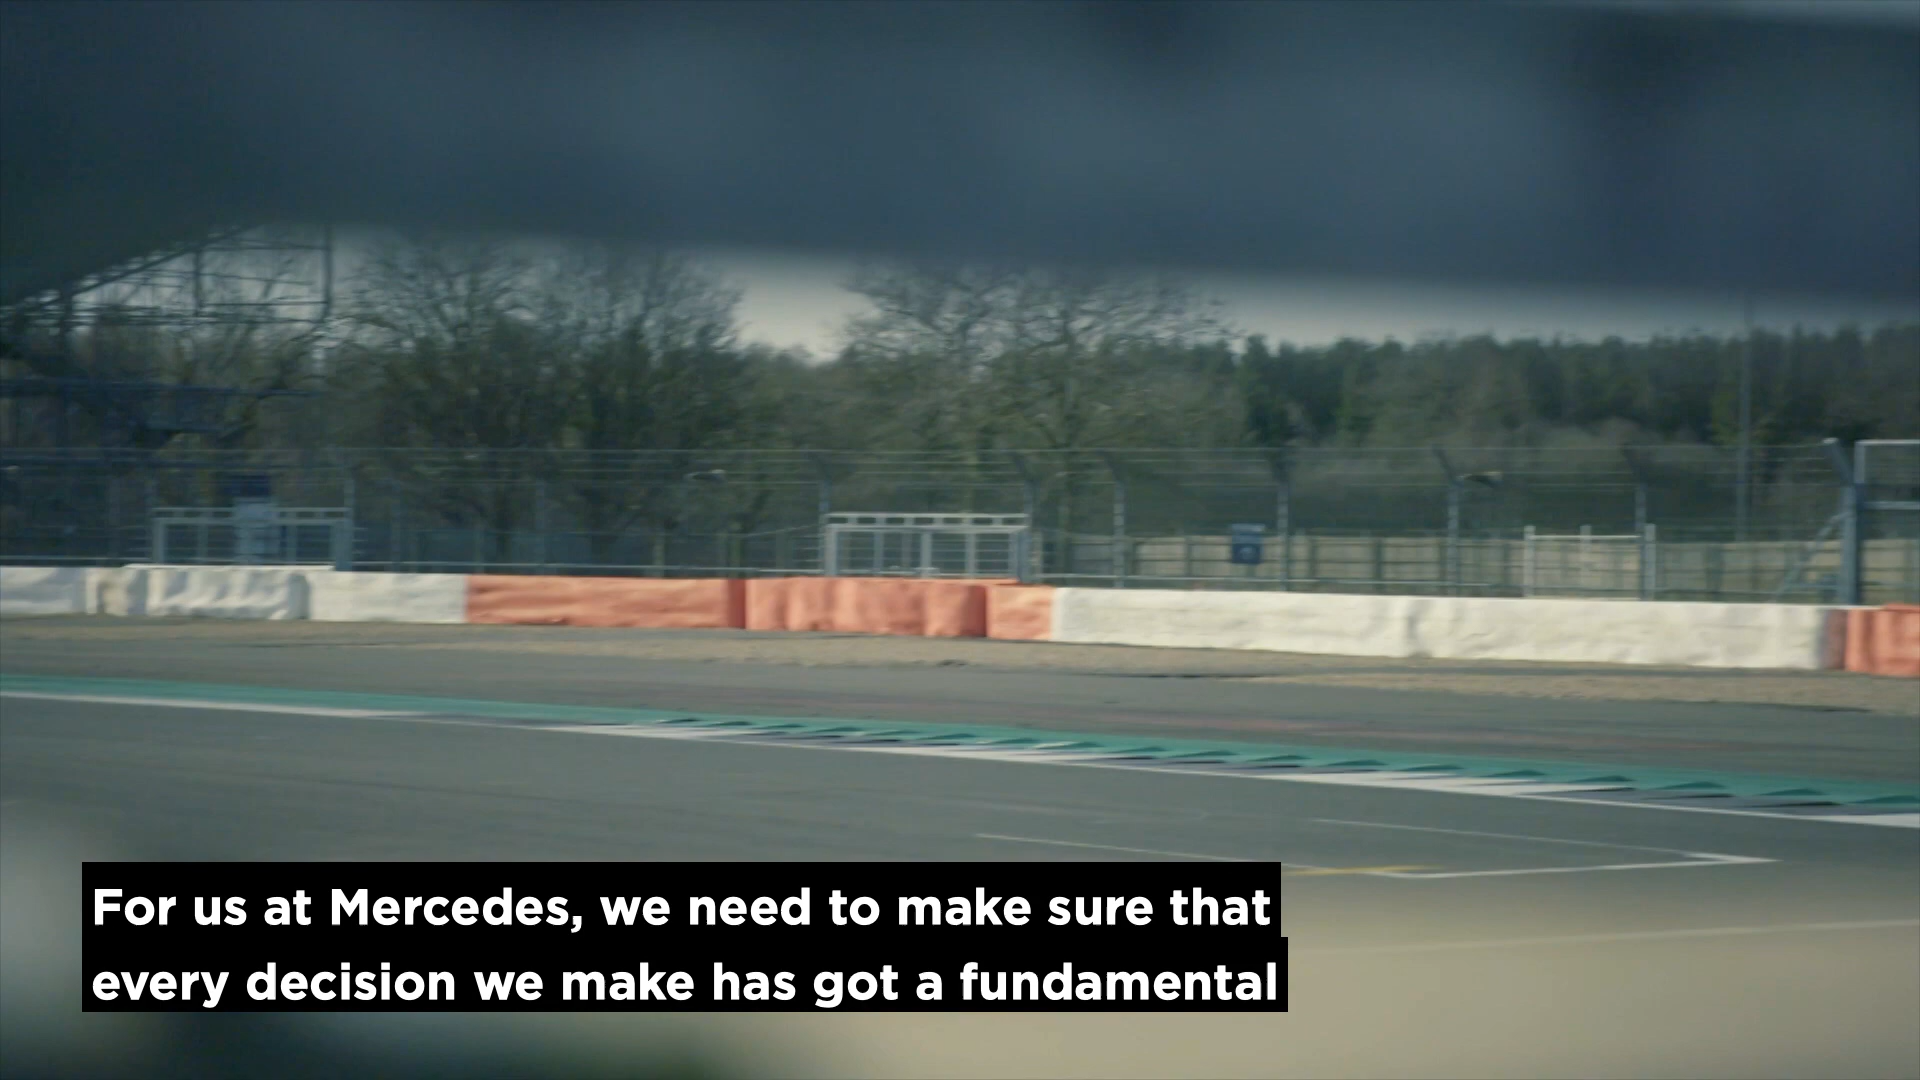 For us at Mercedes, we need to make sure that
every decision we make has got a fundamental